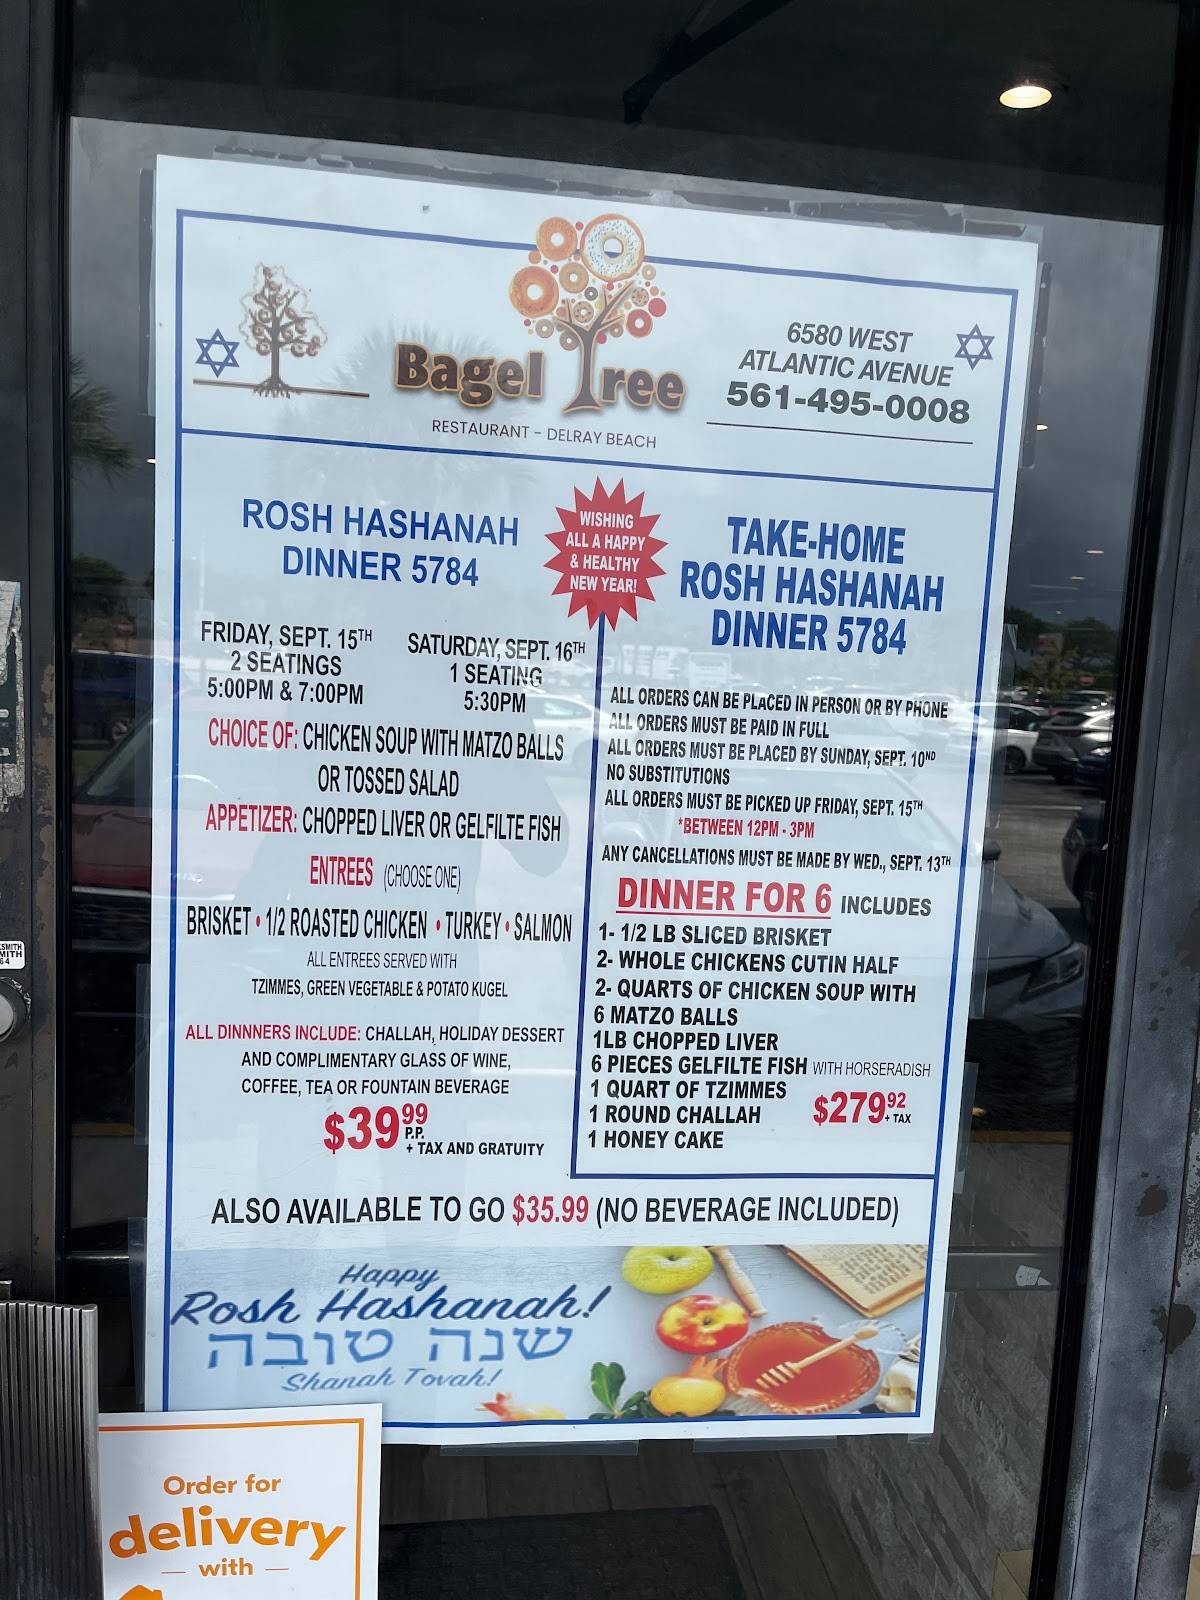 Bagel Tree
RESTAURANT - DELRAY BEACH
6580 WEST
ATLANTIC AVENUE
561-495-0008
ROSH HASHANAH
DINNER 5784
FRIDAY, SEPT. 15TH
2 SEATINGS
5:00PM & 7:00PM
SATURDAY, SEPT. 16TH
1 SEATING
5:30PM
CHOICE OF: CHICKEN SOUP WITH MATZO BALLS
OR TOSSED SALAD
APPETIZER: CHOPPED LIVER OR GELFILTE FISH
ENTREES (CHOOSE ONE)
BRISKET • 1/2 ROASTED CHICKEN • TURKEY • SALMON
ALL ENTREES SERVED WITH
TZIMMES, GREEN VEGETABLE & POTATO KUGEL
ALL DINNNERS INCLUDE: CHALLAH, HOLIDAY DESSERT
AND COMPLIMENTARY GLASS OF WINE,
COFFEE, TEA OR FOUNTAIN BEVERAGE
$39.99 P.P.
+ TAX AND GRATUITY
WISHING
ALL A HAPPY
& HEALTHY
NEW YEAR!
TAKE-HOME
ROSH HASHANAH
DINNER 5784
ALL ORDERS CAN BE PLACED IN PERSON OR BY PHONE
ALL ORDERS MUST BE PAID IN FULL
ALL ORDERS MUST BE PLACED BY SUNDAY, SEPT. 10ND
NO SUBSTITUTIONS
ALL ORDERS MUST BE PICKED UP FRIDAY, SEPT. 15TH
*BETWEEN 12PM - 3PM
ANY CANCELLATIONS MUST BE MADE BY WED., SEPT. 13TH
DINNER FOR 6 INCLUDES
1- 1/2 LB SLICED BRISKET
2- WHOLE CHICKENS CUTIN HALF
2- QUARTS OF CHICKEN SOUP WITH
6 MATZO BALLS
1LB CHOPPED LIVER
6 PIECES GELFILTE FISH WITH HORSERADISH
1 QUART OF TZIMMES
1 ROUND CHALLAH
1 HONEY CAKE
$279.92 + TAX
ALSO AVAILABLE TO GO $35.99 (NO BEVERAGE INCLUDED)
Happy
Rosh Hashanah!
שנה טובה
Shanah Tovah!
Order for
delivery
— with —